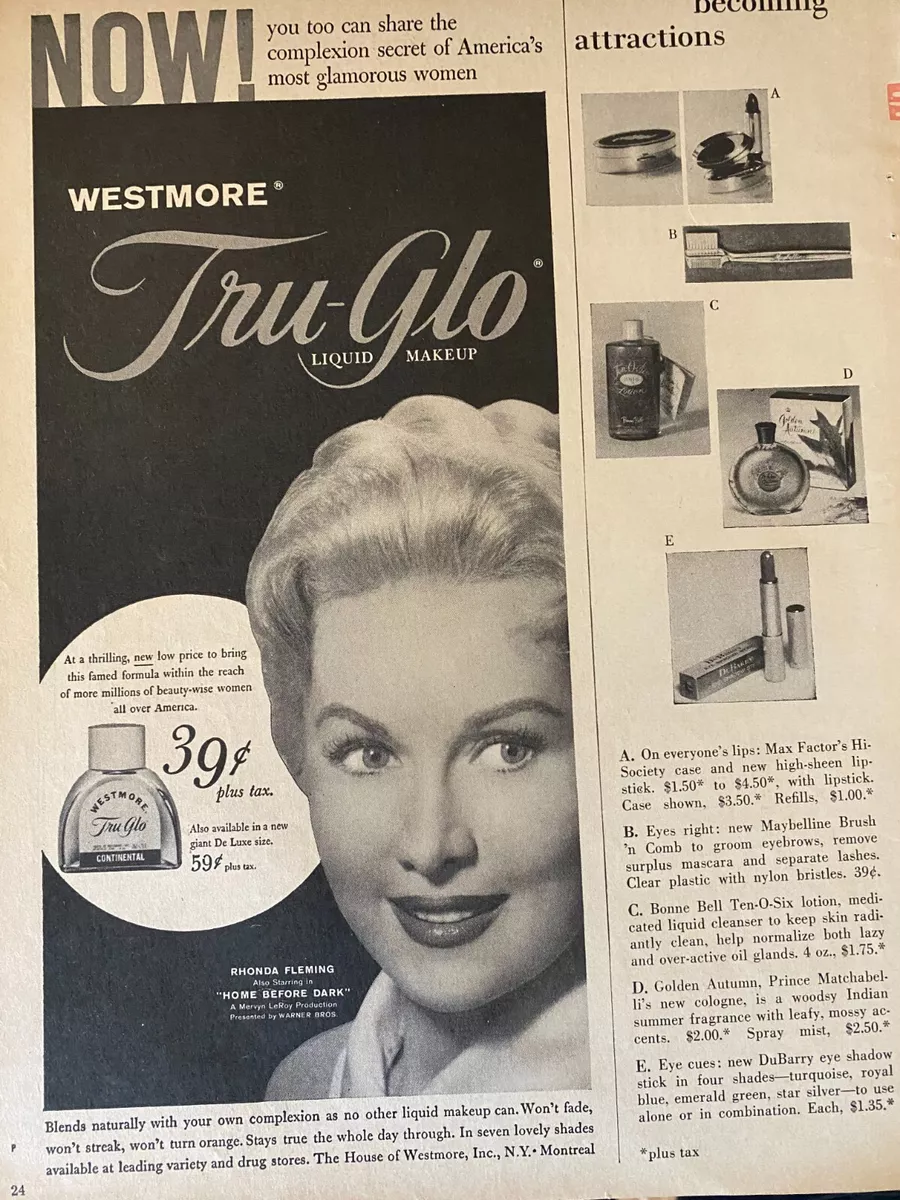 NOW!
you too can share the
complexion secret of America's
most glamorous women
WESTMORE®
Tru-Glo®
LIQUID MAKEUP
At a thrilling, new low price to bring
this famed formula within the reach
of more millions of beauty-wise women
all over America.
39¢
plus tax.
WESTMORE
Tru-Glo
CONTINENTAL
Also available in a new
giant De Luxe size.
59¢ plus tax.
RHONDA FLEMING
Also Starring in
"HOME BEFORE DARK"
A Mervyn LeRoy Production
Presented by WARNER BROS.
Blends naturally with your own complexion as no other liquid makeup can. Won't fade,
won't streak, won't turn orange. Stays true the whole day through. In seven lovely shades
available at leading variety and drug stores. The House of Westmore, Inc., N.Y. • Montreal
P
24
becoming
attractions
A
B
C
D
Golden
Autumn
E
DuBARRY
A. On everyone's lips: Max Factor's Hi-
Society case and new high-sheen lip-
stick. $1.50* to $4.50*, with lipstick.
Case shown, $3.50.* Refills, $1.00.*
B. Eyes right: new Maybelline Brush
'n Comb to groom eyebrows, remove
surplus mascara and separate lashes.
Clear plastic with nylon bristles. 39¢.
C. Bonne Bell Ten-O-Six lotion, medi-
cated liquid cleanser to keep skin radi-
antly clean, help normalize both lazy
and over-active oil glands. 4 oz., $1.75.*
D. Golden Autumn, Prince Matchabel-
li's new cologne, is a woodsy Indian
summer fragrance with leafy, mossy ac-
cents. $2.00.* Spray mist, $2.50.*
E. Eye cues: new DuBarry eye shadow
stick in four shades—turquoise, royal
blue, emerald green, star silver—to use
alone or in combination. Each, $1.35.*
*plus tax